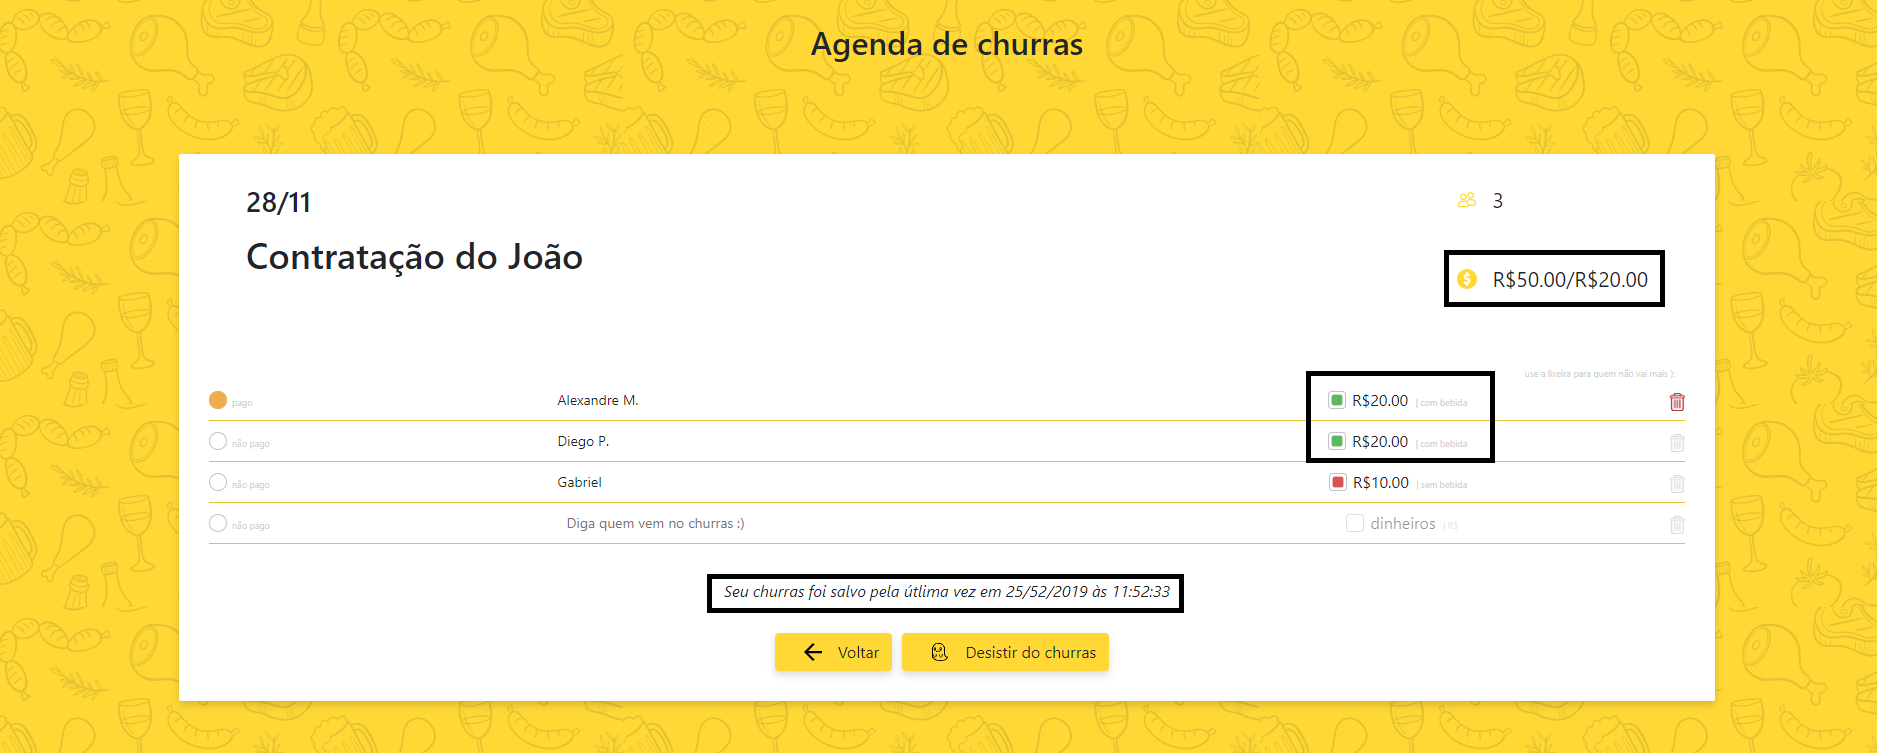 Agenda de churras
28/11
3
Contratação do João
R$50.00/R$20.00
use a lixeira para quem não vai mais ):
pago Alexandre M. R$20.00 | com bebida
não pago Diego P. R$20.00 | com bebida
não pago Gabriel R$10.00 | sem bebida
não pago Diga quem vem no churras :) dinheiros | R$
Seu churras foi salvo pela útlima vez em 25/52/2019 às 11:52:33
Voltar Desistir do churras